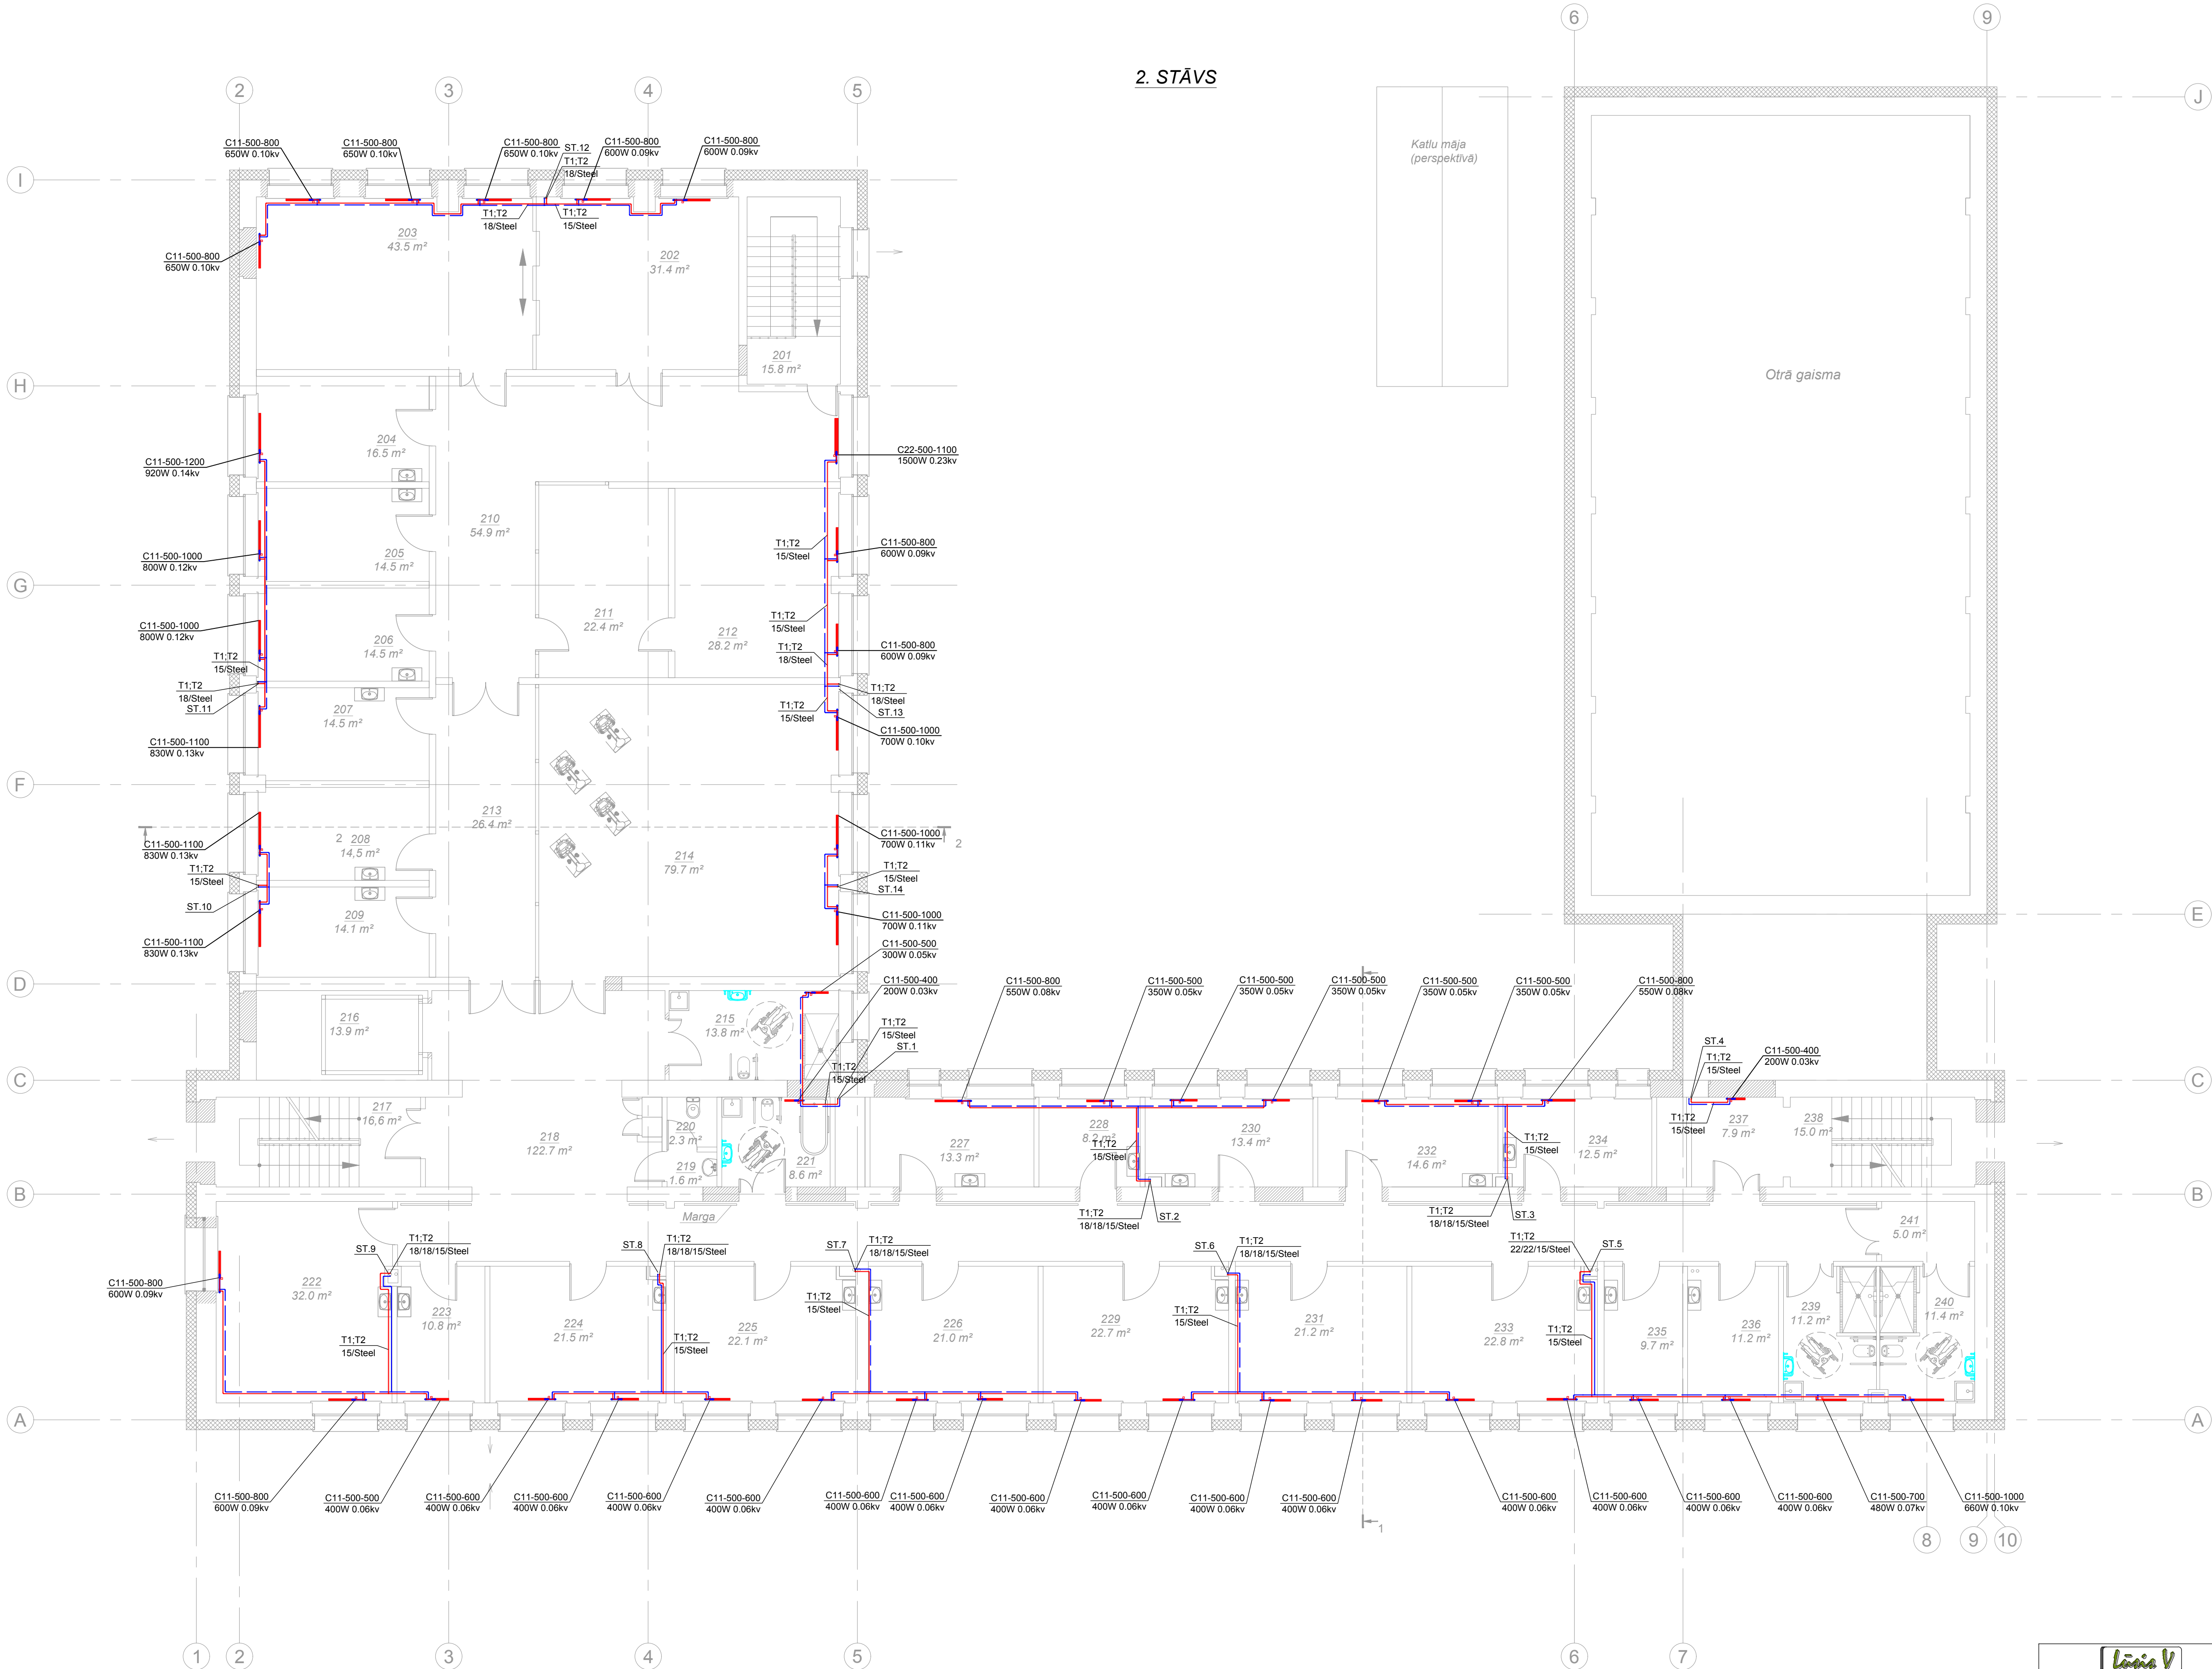 2. STĀVS
6
9
2
3
4
5
J
I
H
G
F
E
D
C
C
B
B
A
A
C11-500-800
650W 0.10kv
C11-500-800
650W 0.10kv
C11-500-800
650W 0.10kv
ST.12
T1;T2
18/Steel
C11-500-800
600W 0.09kv
C11-500-800
600W 0.09kv
T1;T2
18/Steel
T1;T2
15/Steel
203
43.5 m²
202
31.4 m²
C11-500-800
650W 0.10kv
201
15.8 m²
Katlu māja
(perspektīvā)
Otrā gaisma
204
16.5 m²
C11-500-1200
920W 0.14kv
C22-500-1100
1500W 0.23kv
210
54.9 m²
205
14.5 m²
C11-500-1000
800W 0.12kv
T1;T2
15/Steel
C11-500-800
600W 0.09kv
211
22.4 m²
212
28.2 m²
T1;T2
15/Steel
C11-500-1000
800W 0.12kv
206
14.5 m²
T1;T2
15/Steel
T1;T2
18/Steel
C11-500-800
600W 0.09kv
T1;T2
18/Steel
ST.11
207
14.5 m²
T1;T2
15/Steel
T1;T2
18/Steel
ST.13
C11-500-1100
830W 0.13kv
C11-500-1000
700W 0.10kv
213
26.4 m²
2
208
14,5 m²
C11-500-1100
830W 0.13kv
C11-500-1000
700W 0.11kv
2
214
79.7 m²
T1;T2
15/Steel
ST.10
T1;T2
15/Steel
ST.14
209
14.1 m²
C11-500-1100
830W 0.13kv
C11-500-1000
700W 0.11kv
C11-500-500
300W 0.05kv
C11-500-400
200W 0.03kv
C11-500-800
550W 0.08kv
C11-500-500
350W 0.05kv
C11-500-500
350W 0.05kv
C11-500-500
350W 0.05kv
C11-500-500
350W 0.05kv
C11-500-500
350W 0.05kv
C11-500-800
550W 0.08kv
216
13.9 m²
215
13.8 m²
T1;T2
15/Steel
ST.1
T1;T2
15/Steel
ST.4
T1;T2
15/Steel
C11-500-400
200W 0.03kv
217
16,6 m²
218
122.7 m²
220
2.3 m²
219
1.6 m²
221
8.6 m²
227
13.3 m²
228
8.2 m²
T1;T2
15/Steel
230
13.4 m²
232
14.6 m²
T1;T2
15/Steel
234
12.5 m²
T1;T2
15/Steel
237
7.9 m²
238
15.0 m²
Marga
T1;T2
18/18/15/Steel
ST.2
T1;T2
18/18/15/Steel
ST.3
241
5.0 m²
ST.9
T1;T2
18/18/15/Steel
ST.8
T1;T2
18/18/15/Steel
ST.7
T1;T2
18/18/15/Steel
ST.6
T1;T2
18/18/15/Steel
T1;T2
22/22/15/Steel
ST.5
C11-500-800
600W 0.09kv
222
32.0 m²
223
10.8 m²
224
21.5 m²
225
22.1 m²
226
21.0 m²
229
22.7 m²
231
21.2 m²
233
22.8 m²
235
9.7 m²
236
11.2 m²
239
11.2 m²
240
11.4 m²
T1;T2
15/Steel
T1;T2
15/Steel
T1;T2
15/Steel
T1;T2
15/Steel
T1;T2
15/Steel
C11-500-800
600W 0.09kv
C11-500-500
400W 0.06kv
C11-500-600
400W 0.06kv
C11-500-600
400W 0.06kv
C11-500-600
400W 0.06kv
C11-500-600
400W 0.06kv
C11-500-600
400W 0.06kv
C11-500-600
400W 0.06kv
C11-500-600
400W 0.06kv
C11-500-600
400W 0.06kv
C11-500-600
400W 0.06kv
C11-500-600
400W 0.06kv
C11-500-600
400W 0.06kv
C11-500-600
400W 0.06kv
C11-500-600
400W 0.06kv
C11-500-600
400W 0.06kv
C11-500-700
480W 0.07kv
C11-500-1000
660W 0.10kv
1
8
9
10
1
2
3
4
5
6
7
Lūsis V